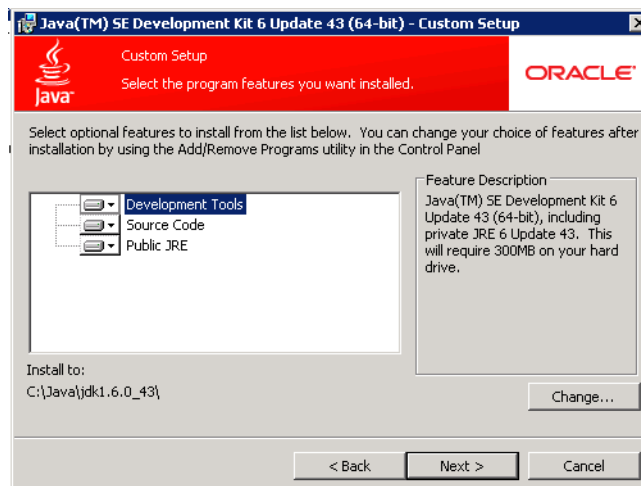 Java(TM) SE Development Kit 6 Update 43 (64-bit) - Custom Setup
Custom Setup
Select the program features you want installed.
Java
ORACLE
Select optional features to install from the list below.  You can change your choice of features after
installation by using the Add/Remove Programs utility in the Control Panel
Development Tools
Source Code
Public JRE
Feature Description
Java(TM) SE Development Kit 6
Update 43 (64-bit), including
private JRE 6 Update 43.  This
will require 300MB on your hard
drive.
Install to:
C:\Java\jdk1.6.0_43\
Change...
< Back
Next >
Cancel